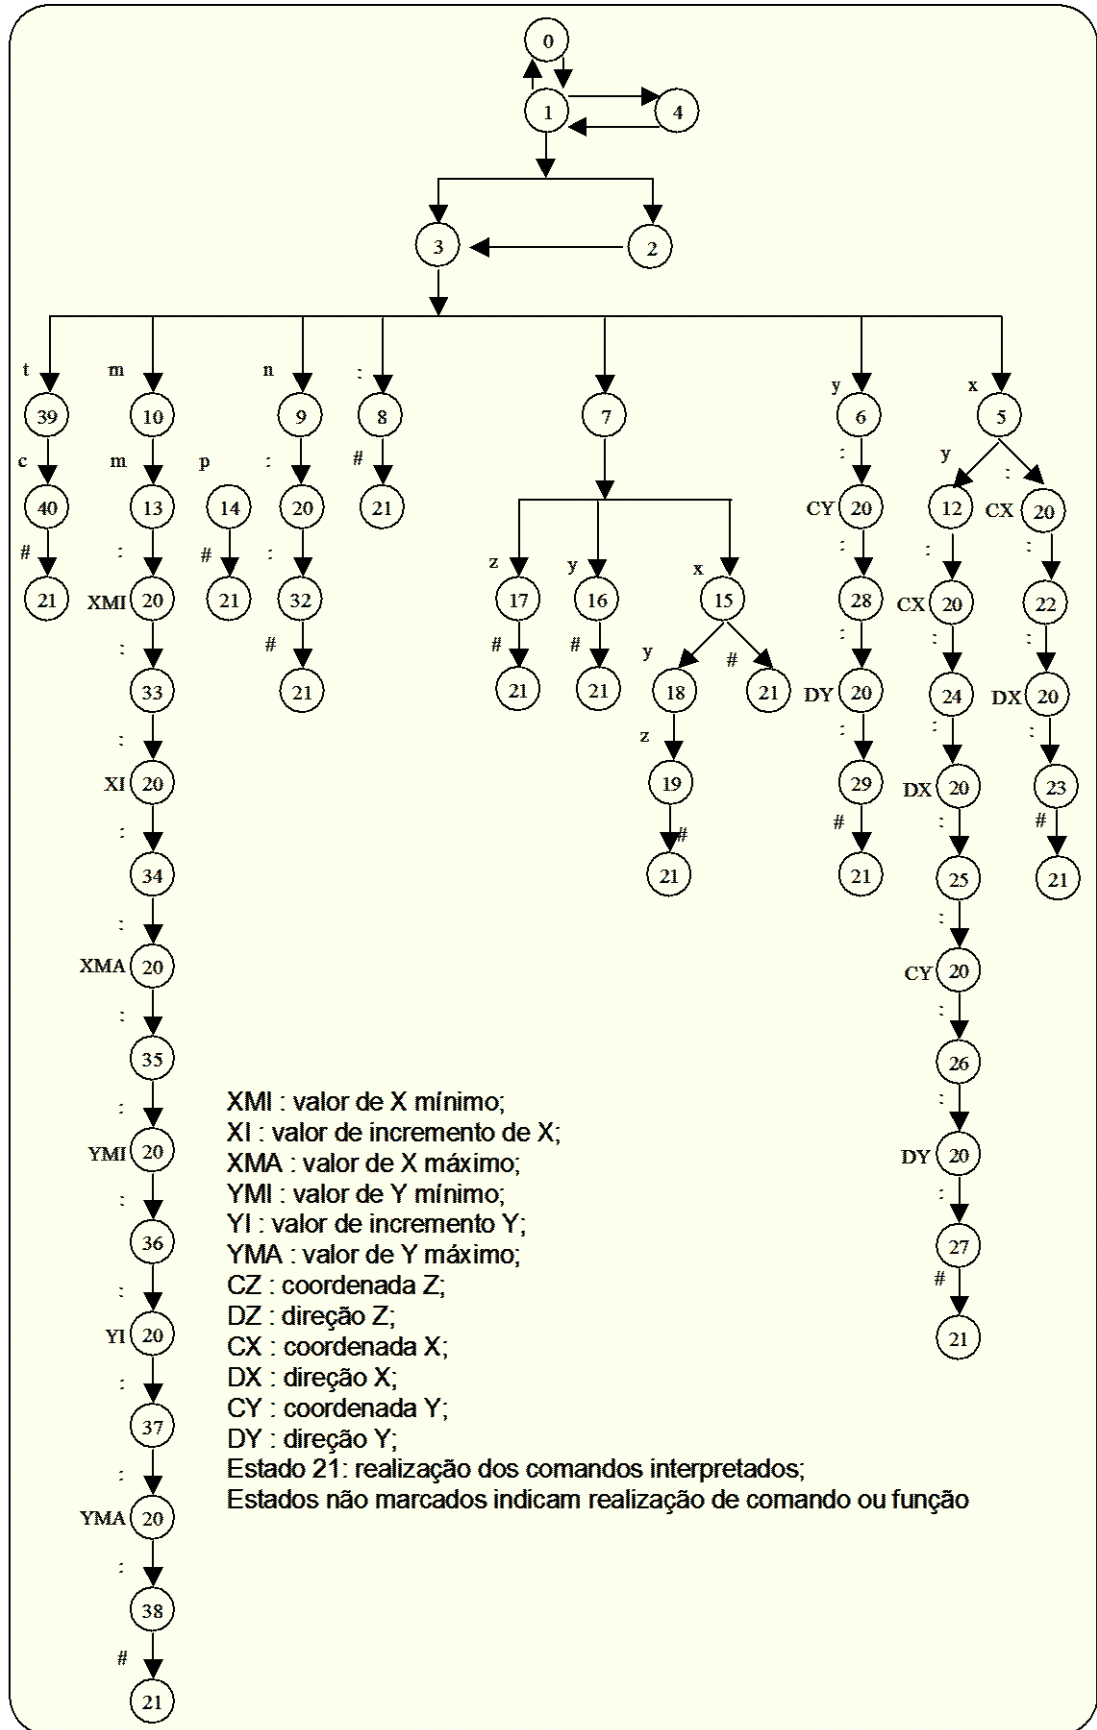 0
1 4
3 2
t m n : y x
39 10 9 8 7 6 5
c m : p # : y :
40 13 14 20 21 CY 20 12 CX 20
# : # : z y x : : :
21 XMI 20 21 32 17 16 15 28 CX 20 22
: # # # y # : : :
33 21 21 21 18 21 DY 20 24 DX 20
: z : : :
XI 20 19 29 DX 20 23
: # # : #
34 21 21 25 21
: :
XMA 20 CY 20
: :
35 26
: :
YMI 20 DY 20
: :
36 27
: #
YI 20 21
:
37
:
YMA 20
:
38
#
21
XMI : valor de X mínimo;
XI : valor de incremento de X;
XMA : valor de X máximo;
YMI : valor de Y mínimo;
YI : valor de incremento Y;
YMA : valor de Y máximo;
CZ : coordenada Z;
DZ : direção Z;
CX : coordenada X;
DX : direção X;
CY : coordenada Y;
DY : direção Y;
Estado 21: realização dos comandos interpretados;
Estados não marcados indicam realização de comando ou função